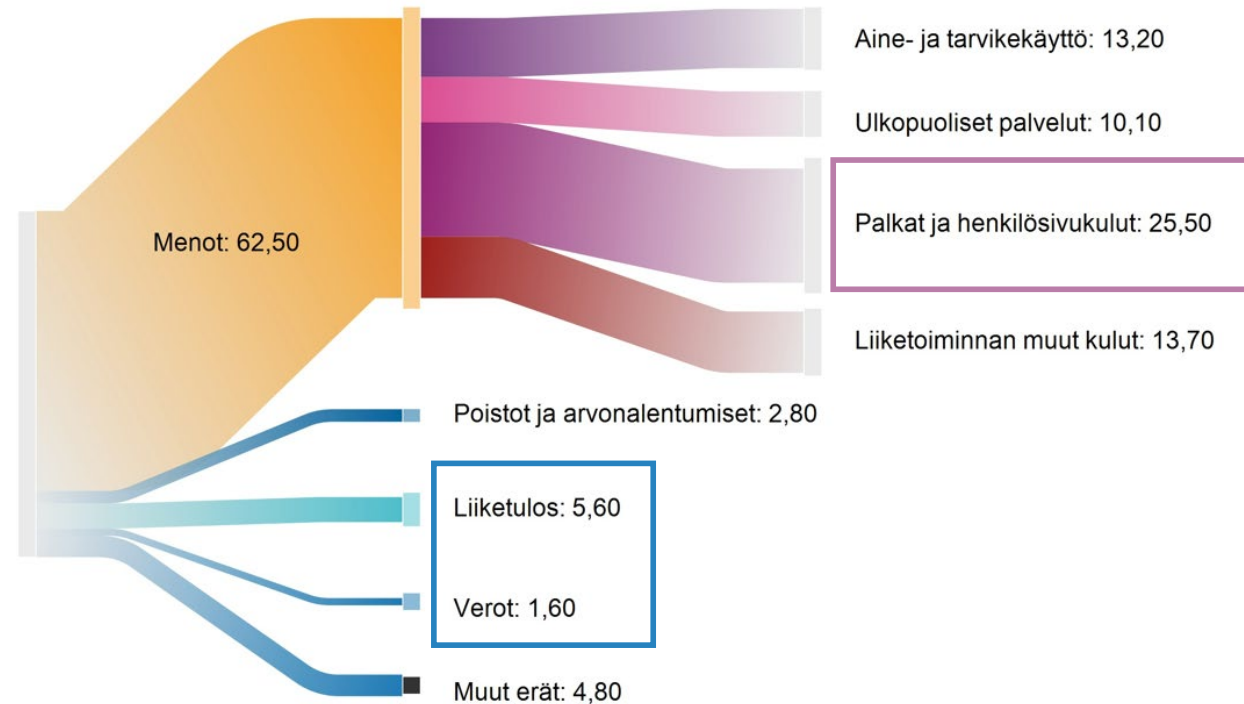 Aine- ja tarvikekäyttö: 13,20
Ulkopuoliset palvelut: 10,10
Palkat ja henkilösivukulut: 25,50
Menot: 62,50
Liiketoiminnan muut kulut: 13,70
Poistot ja arvonalentumiset: 2,80
Liiketulos: 5,60
Verot: 1,60
Muut erät: 4,80